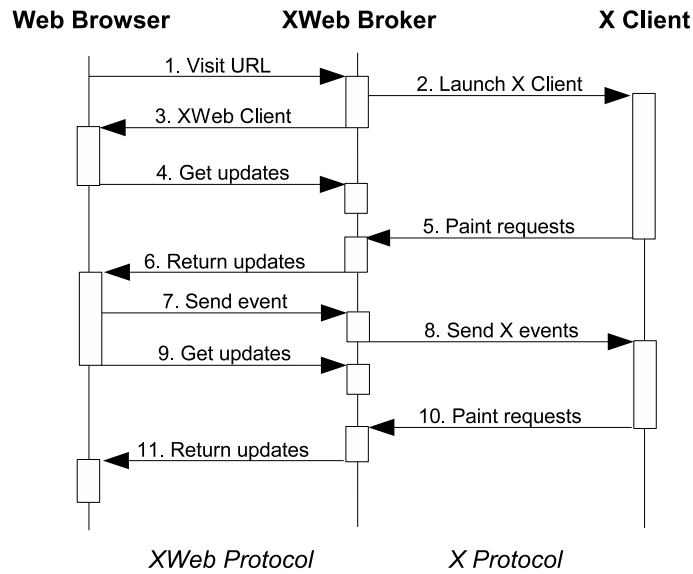 Web Browser XWeb Broker X Client
1. Visit URL
2. Launch X Client
3. XWeb Client
4. Get updates
5. Paint requests
6. Return updates
7. Send event
8. Send X events
9. Get updates
10. Paint requests
11. Return updates
XWeb Protocol X Protocol